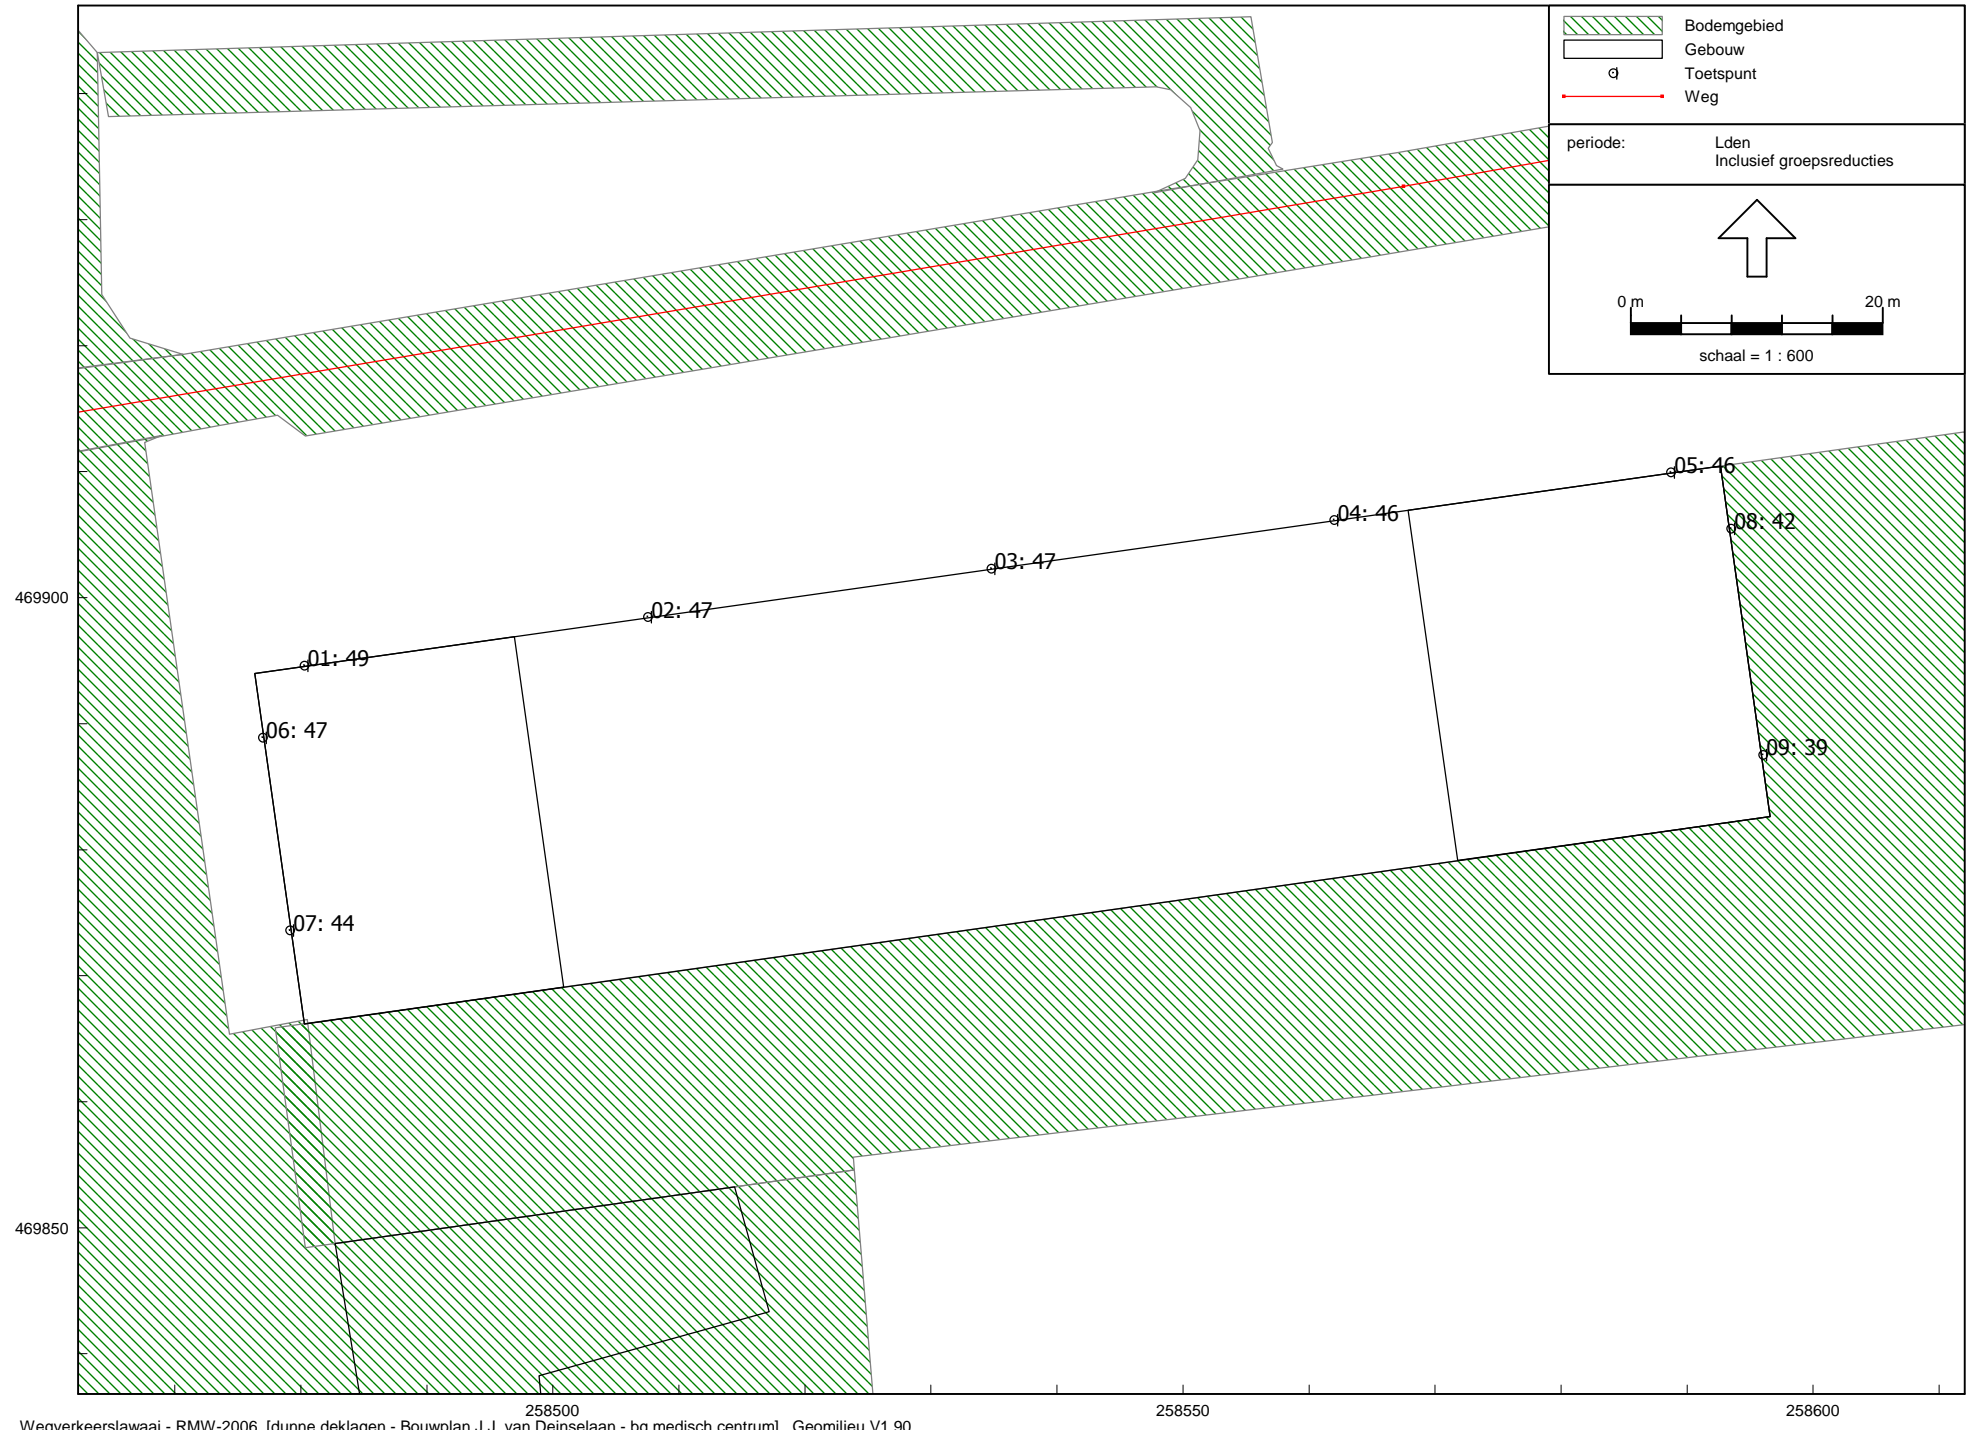 Bodemgebied
Gebouw
Toetspunt
Weg
periode: Lden
Inclusief groepsreducties
0 m 20 m
schaal = 1 : 600
05: 46
04: 46
08: 42
03: 47
469900
02: 47
01: 49
06: 47
09: 39
07: 44
469850
258500 258550 258600
Wegverkeerslawaai - RMW-2006, [dunne deklagen - Bouwplan J.J. van Deinselaan - bg medisch centrum] , Geomilieu V1.90